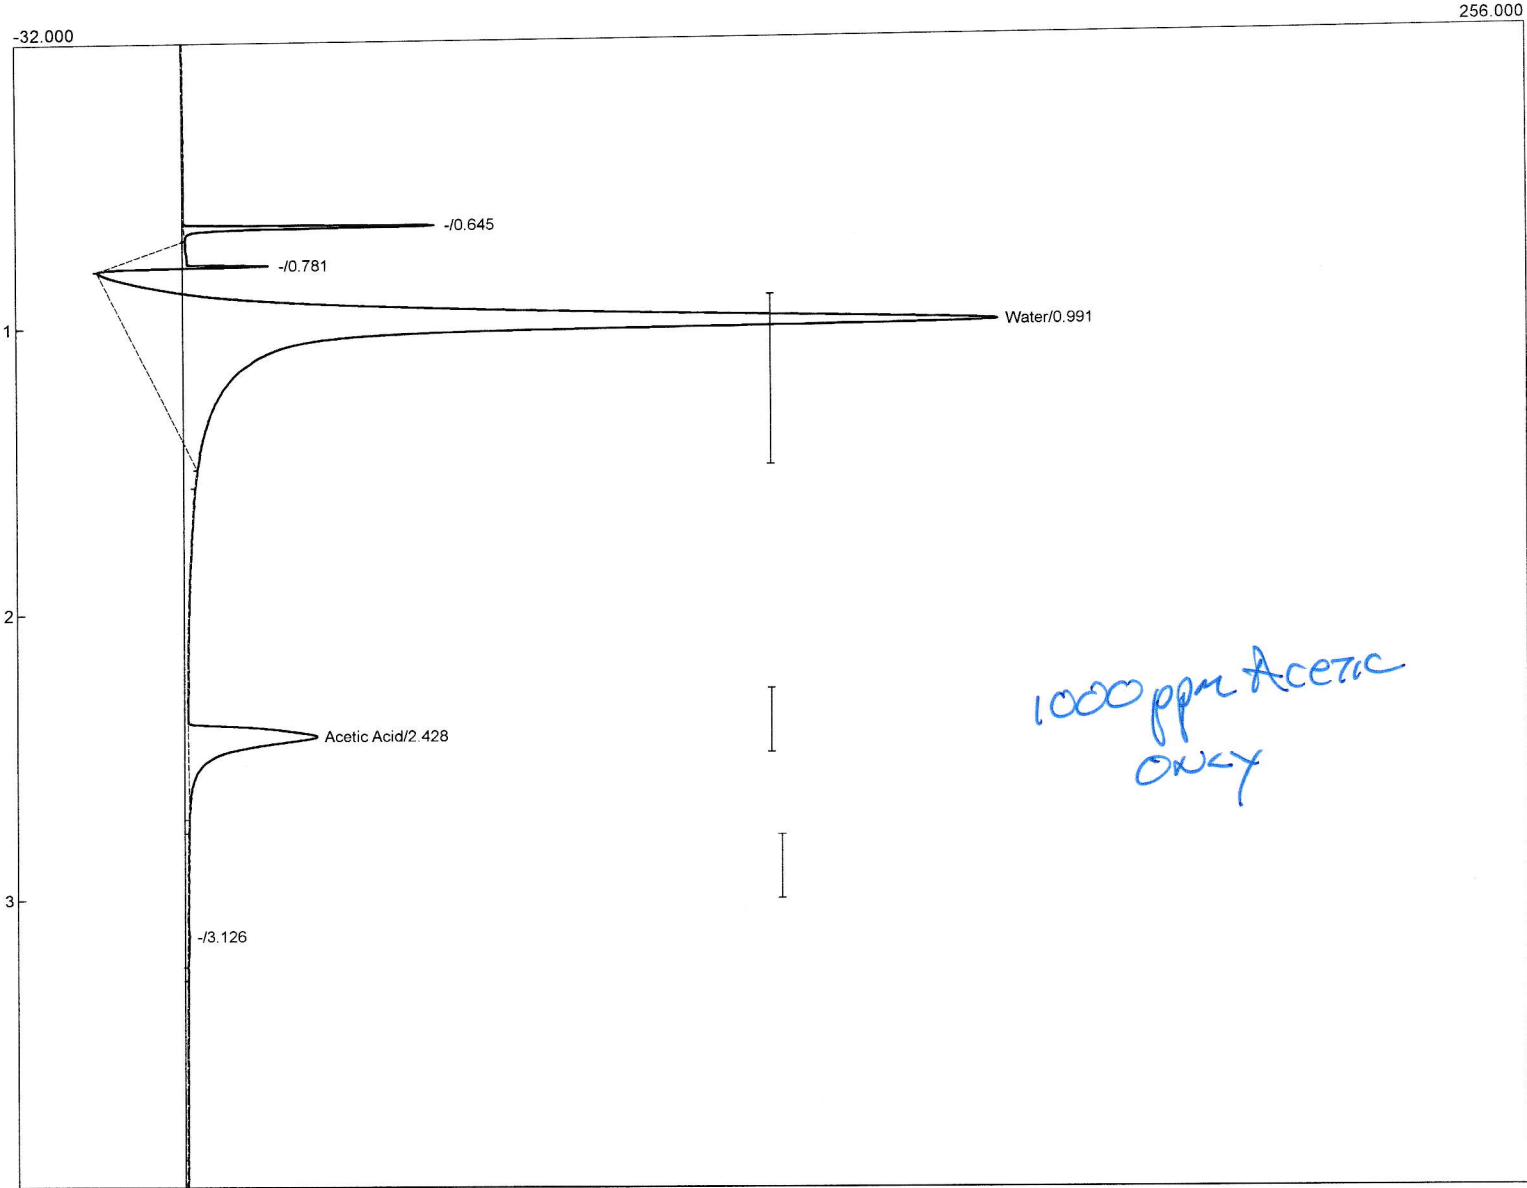 -32.000
256.000
-/0.645
-/0.781
Water/0.991
1
2
1000 ppm Acetic
ONLY
Acetic Acid/2.428
3
-/3.126